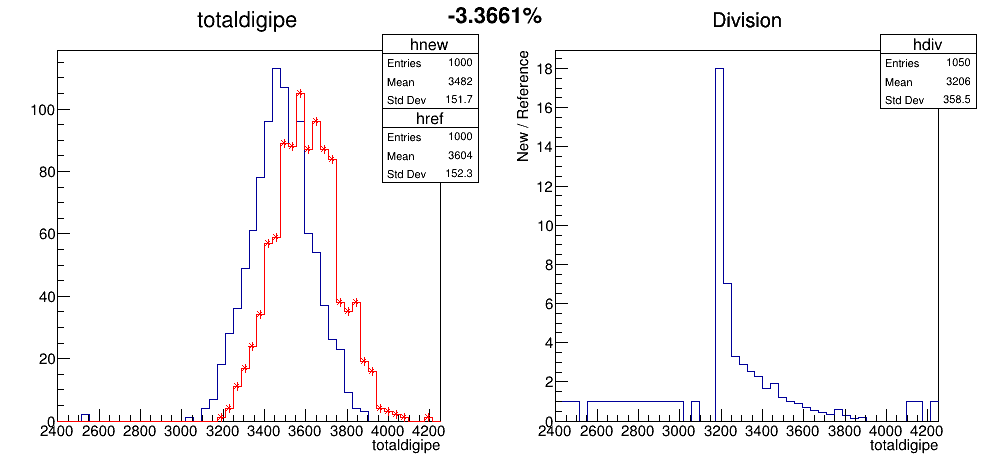 -3.3661%
totaldigipe
hnew
Entries 1000
Mean 3482
Std Dev 151.7
href
Entries 1000
Mean 3604
Std Dev 152.3
100
80
60
40
20
0
2400 2600 2800 3000 3200 3400 3600 3800 4000 4200
totaldigipe
Division
hdiv
Entries 1050
Mean 3206
Std Dev 358.5
New / Reference
18
16
14
12
10
8
6
4
2
0
2400 2600 2800 3000 3200 3400 3600 3800 4000 4200
totaldigipe